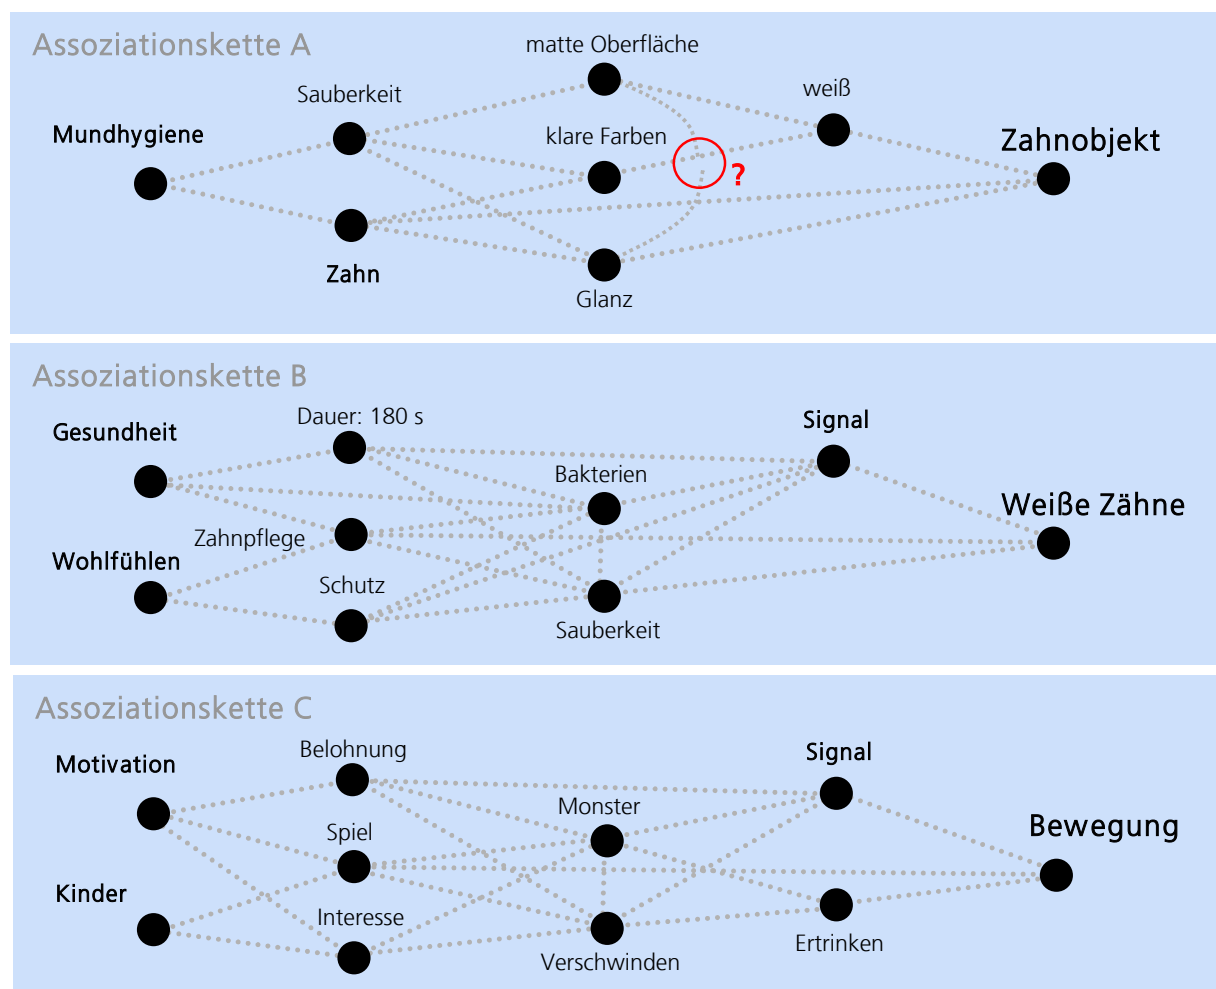 Assoziationskette A
matte Oberfläche
weiß
Sauberkeit
Mundhygiene
klare Farben
Zahnobjekt
?
Zahn
Glanz
Assoziationskette B
Dauer: 180 s
Signal
Gesundheit
Bakterien
Weiße Zähne
Zahnpflege
Wohlfühlen
Schutz
Sauberkeit
Assoziationskette C
Belohnung
Signal
Motivation
Monster
Spiel
Bewegung
Kinder
Interesse
Ertrinken
Verschwinden